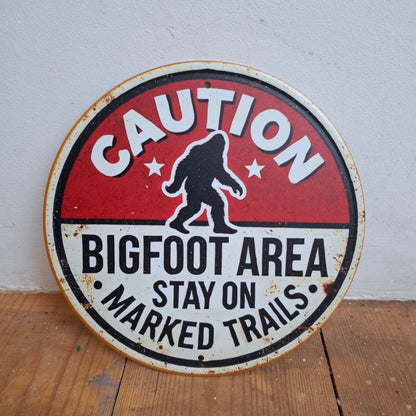 CAUTION
BIGFOOT AREA
STAY ON
• MARKED TRAILS •